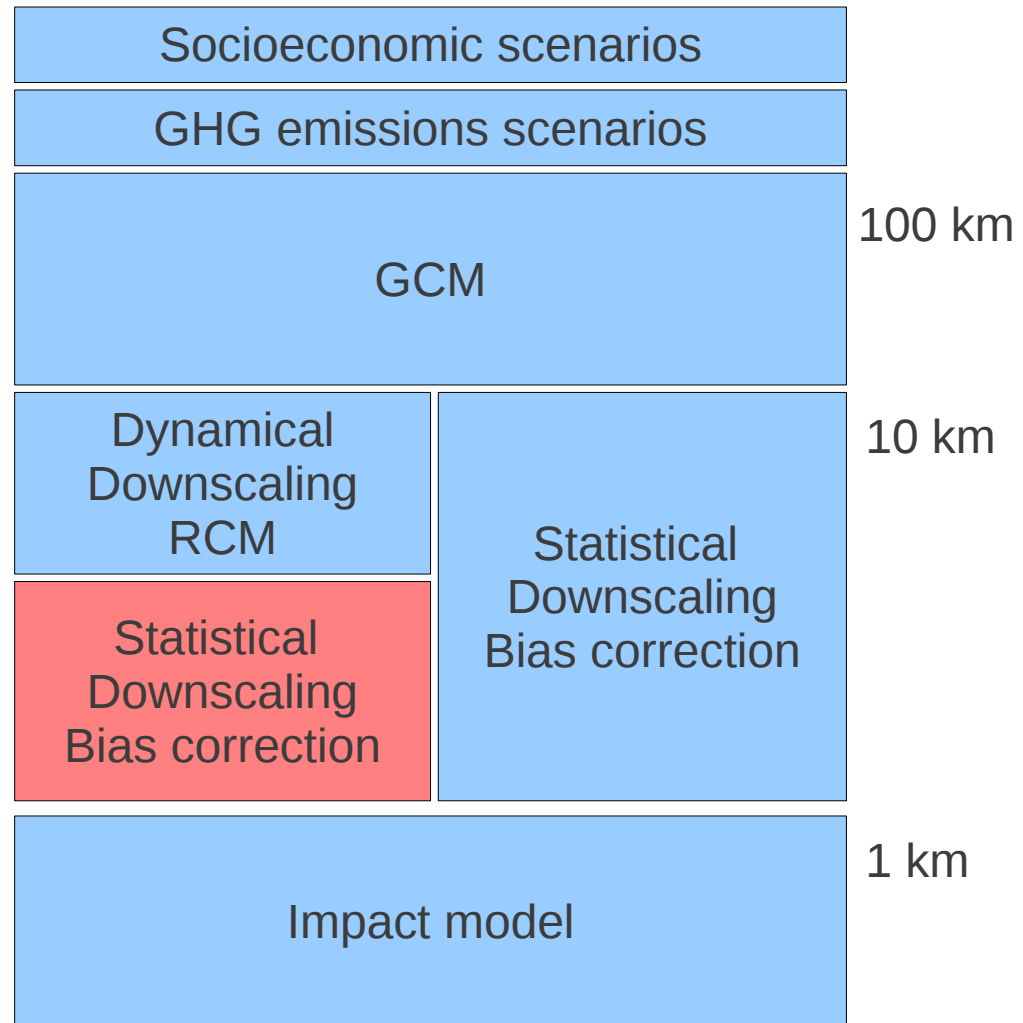 Socioeconomic scenarios
GHG emissions scenarios
100 km
GCM
Dynamical
Downscaling
RCM
10 km
Statistical
Downscaling
Bias correction
Statistical
Downscaling
Bias correction
1 km
Impact model